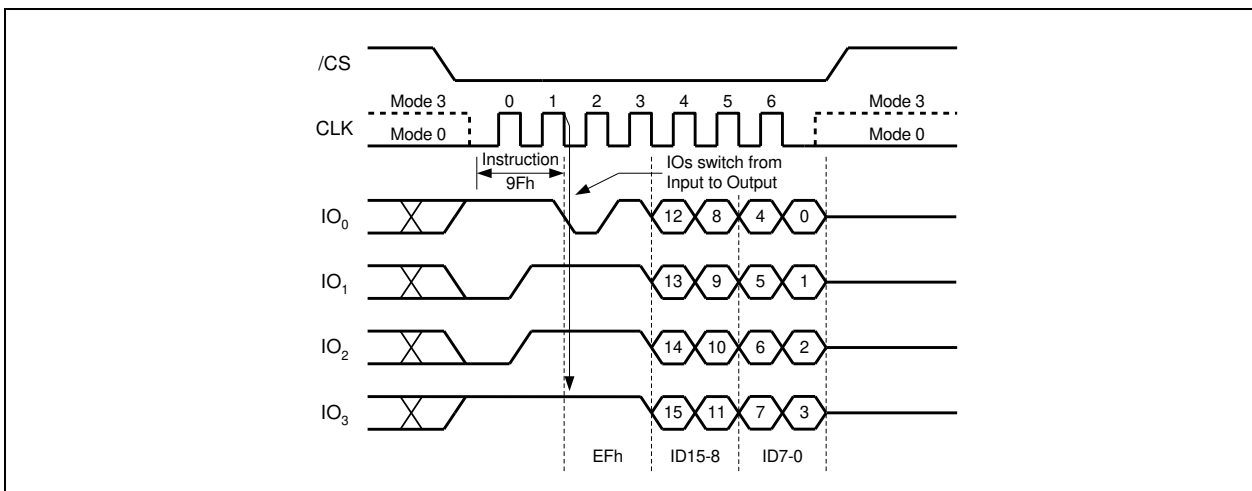 /CS
Mode 3 0 1 2 3 4 5 6 Mode 3
CLK
Mode 0 Mode 0
Instruction IOs switch from
9Fh Input to Output
IO0 12 8 4 0
IO1 13 9 5 1
IO2 14 10 6 2
IO3 15 11 7 3
EFh ID15-8 ID7-0